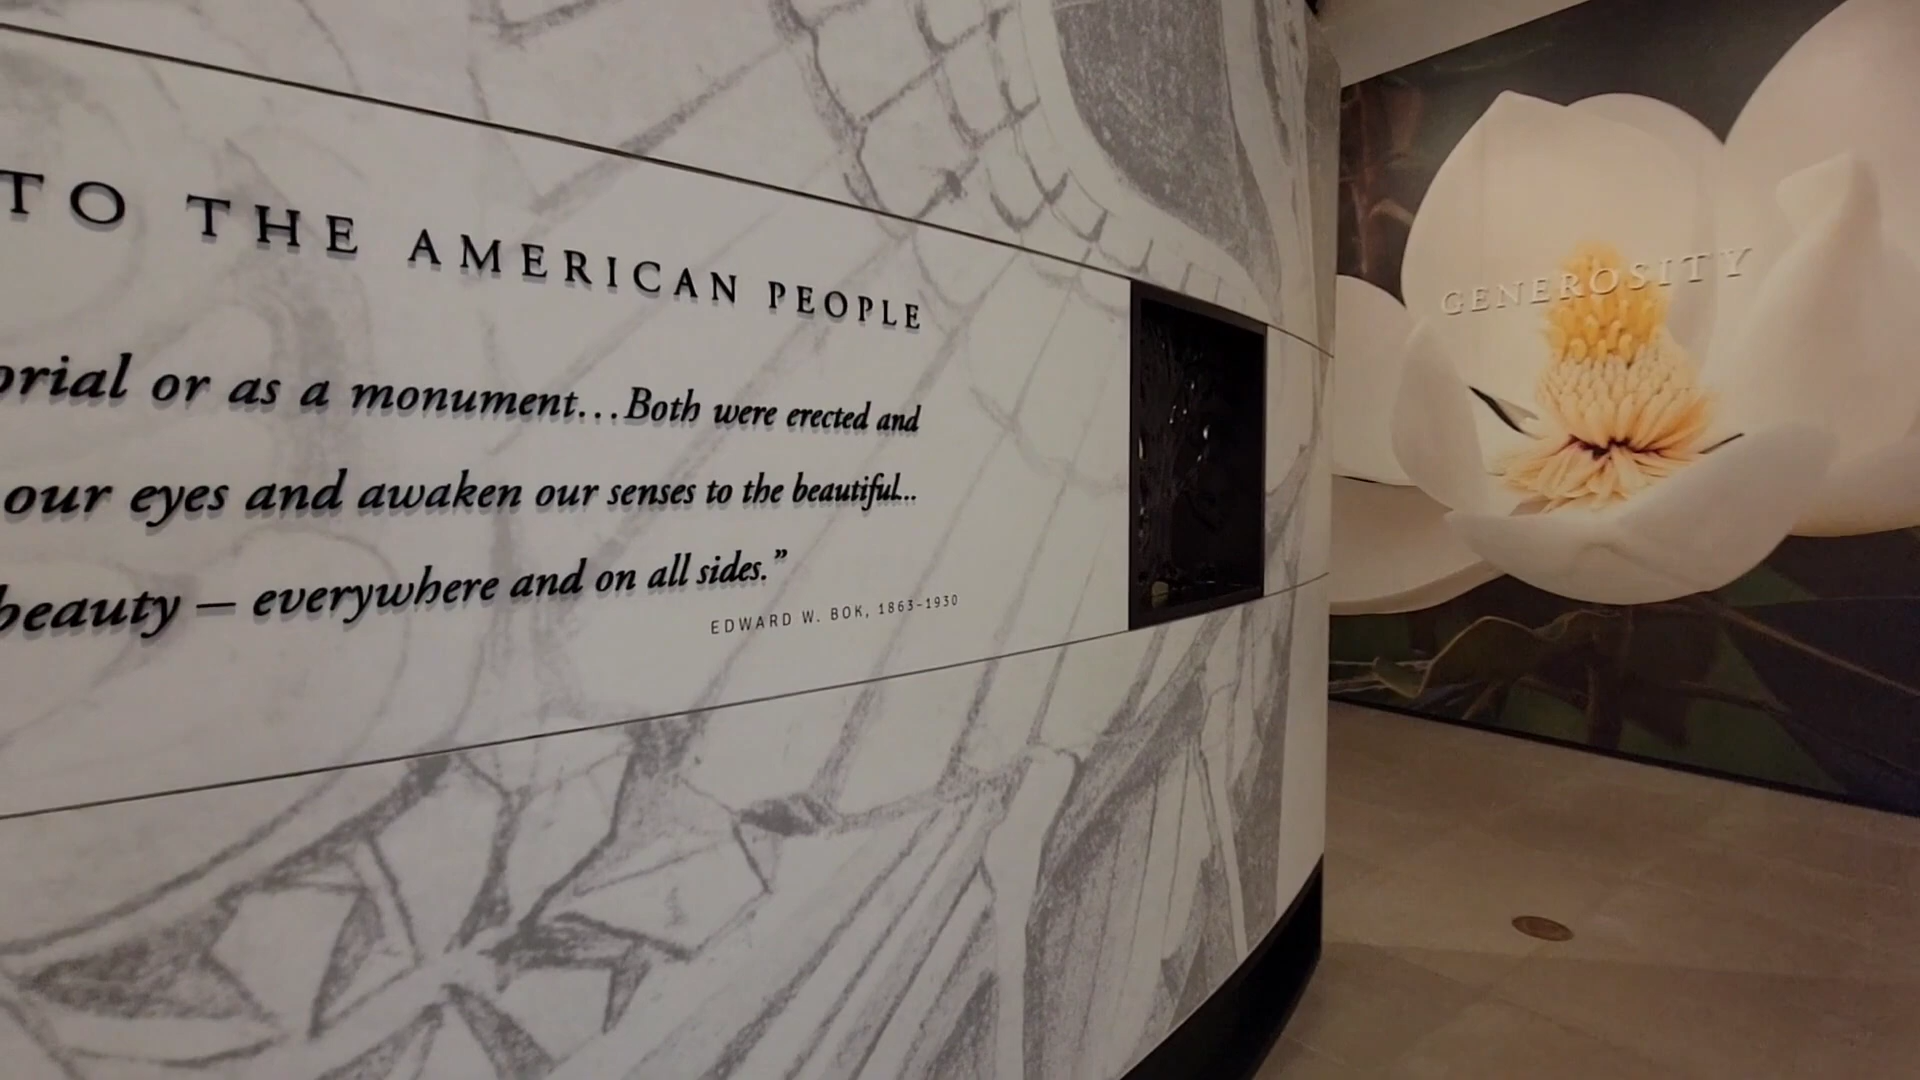 TO THE AMERICAN PEOPLE
or as a monument...Both were erected and
our eyes and awaken our senses to the beautiful...
beauty — everywhere and on all sides.”
EDWARD W. BOK, 1863-1930
GENEROSITY